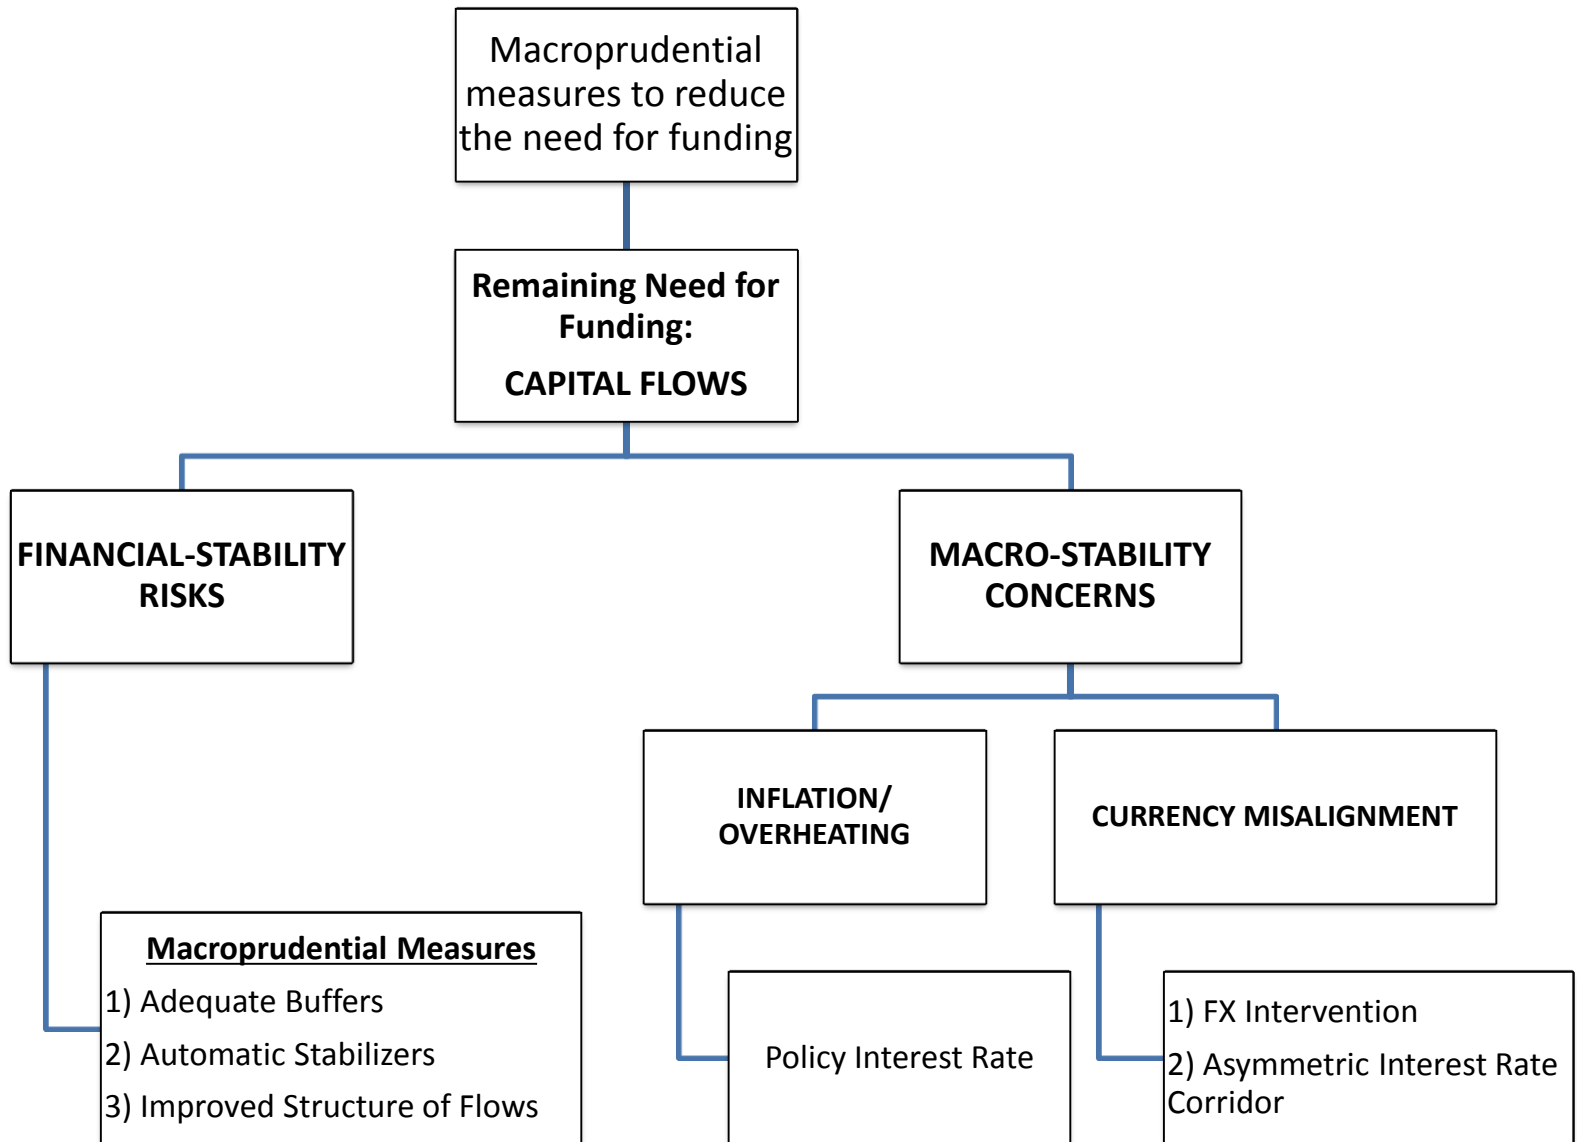 Macroprudential
measures to reduce
the need for funding
Remaining Need for
Funding:
CAPITAL FLOWS
FINANCIAL-STABILITY
RISKS
MACRO-STABILITY
CONCERNS
INFLATION/
OVERHEATING
CURRENCY MISALIGNMENT
Macroprudential Measures
1) Adequate Buffers
2) Automatic Stabilizers
3) Improved Structure of Flows
Policy Interest Rate
1) FX Intervention
2) Asymmetric Interest Rate
Corridor